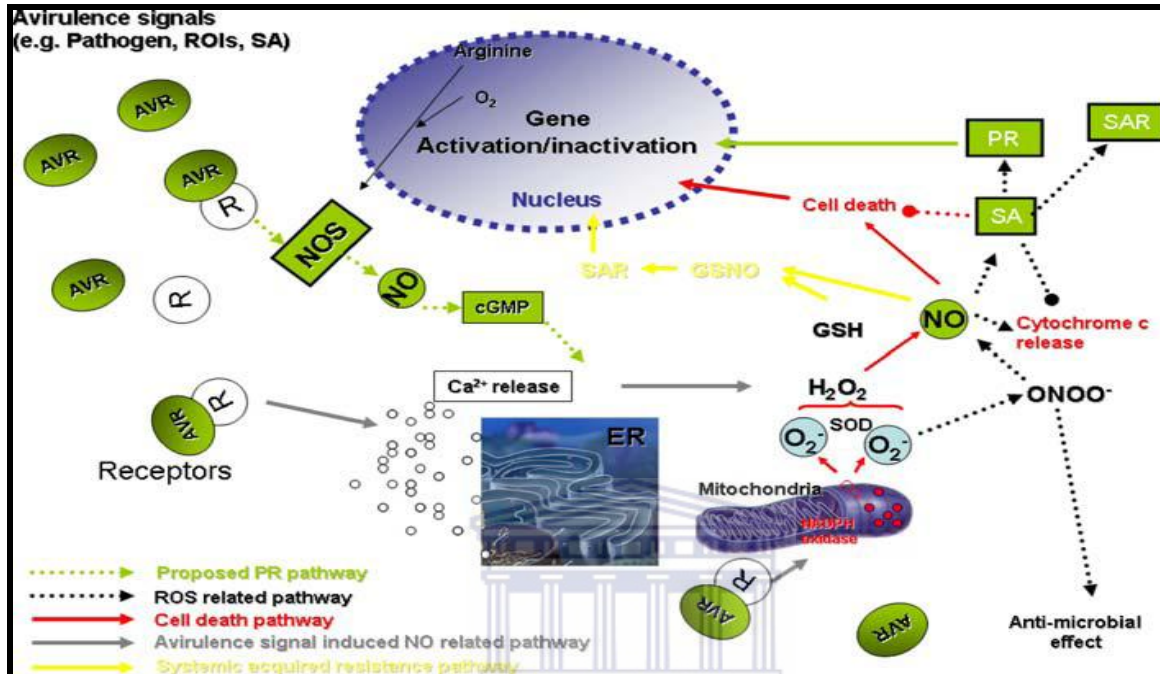 Avirulence signals
(e.g. Pathogen, ROIs, SA)
Arginine
O2
Gene
Activation/inactivation
Nucleus
AVR
AVR
AVR
R
AVR
R
NOS
NO
cGMP
SAR
GSNO
GSH
PR
SAR
SA
Cell death
NO
Cytochrome c
release
Ca2+ release
H2O2
ONOO-
SOD
O2-
O2-
AVR
R
Receptors
ER
Mitochondria
NADPH
oxidase
R
AVR
AVR
Anti-microbial
effect
Proposed PR pathway
ROS related pathway
Cell death pathway
Avirulence signal induced NO related pathway
Systemic acquired resistance pathway